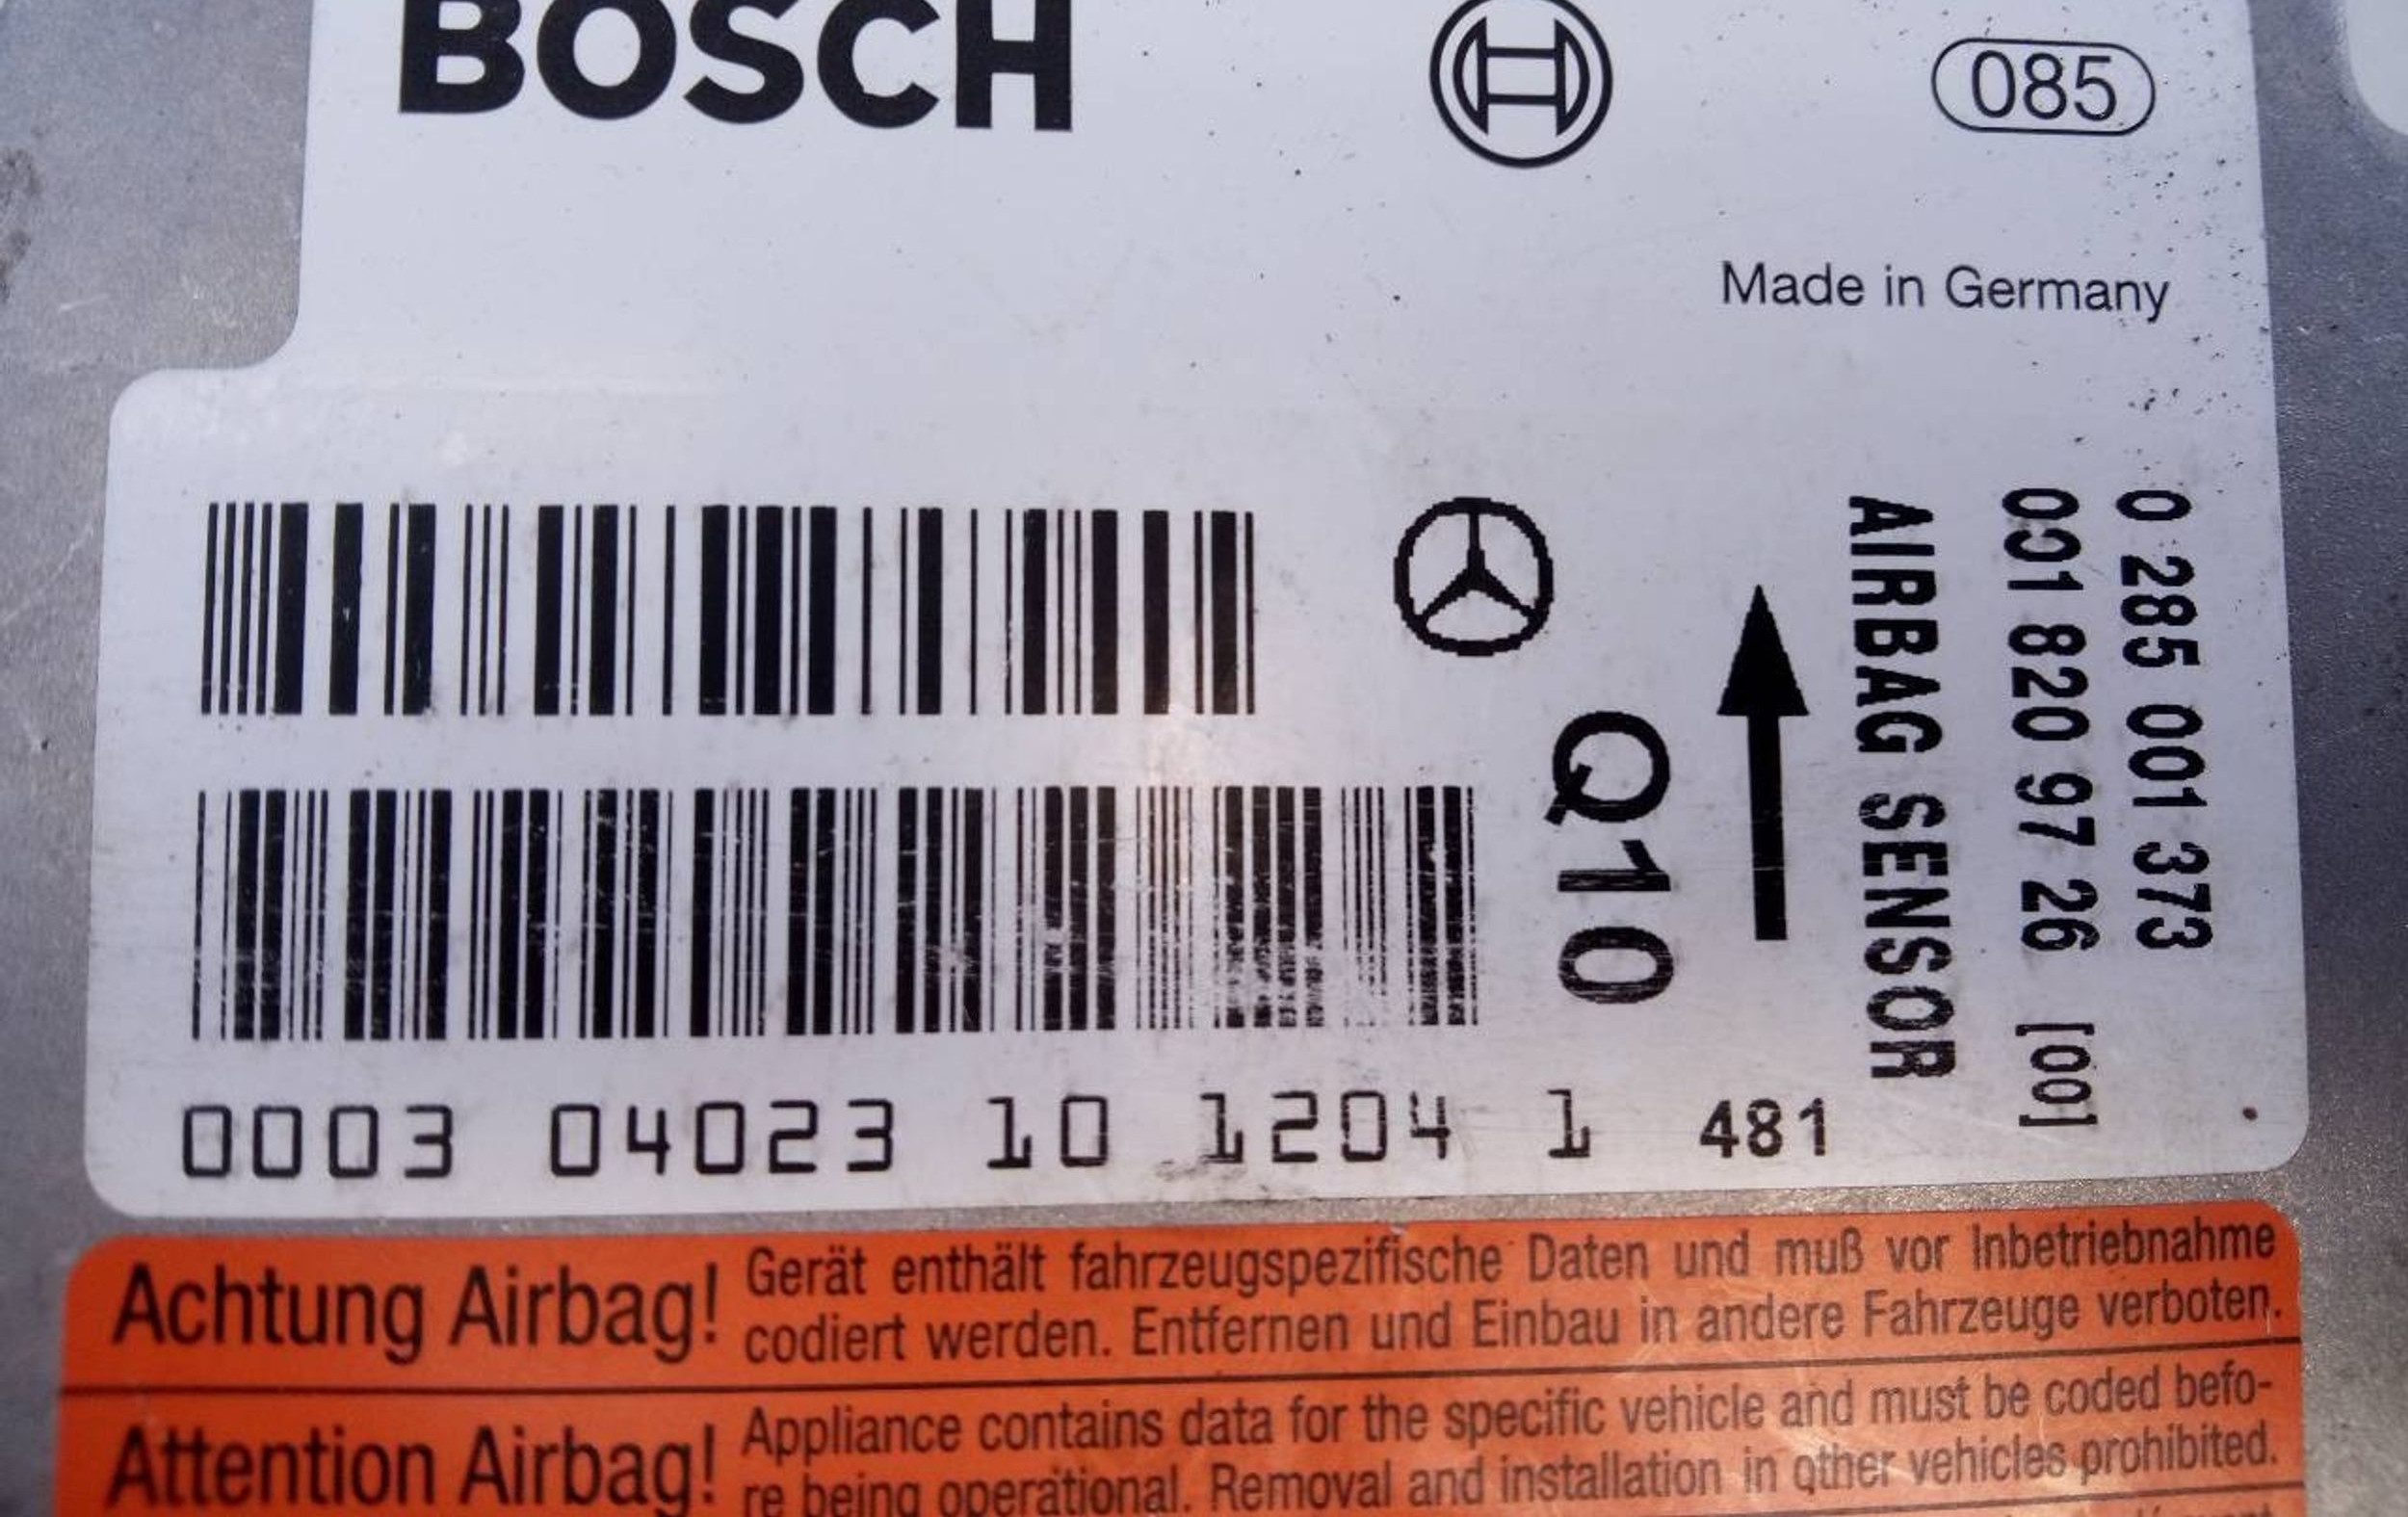 BOSCH
085
Made in Germany
0 285 001 373
001 820 97 26 [00]
AIRBAG SENSOR
Q10
0003 04023 10 1204 1 481
Achtung Airbag! Gerät enthält fahrzeugspezifische Daten und muß vor Inbetriebnahme
codiert werden. Entfernen und Einbau in andere Fahrzeuge verboten.
Attention Airbag! Appliance contains data for the specific vehicle and must be coded befo-
re being operational. Removal and installation in other vehicles prohibited.